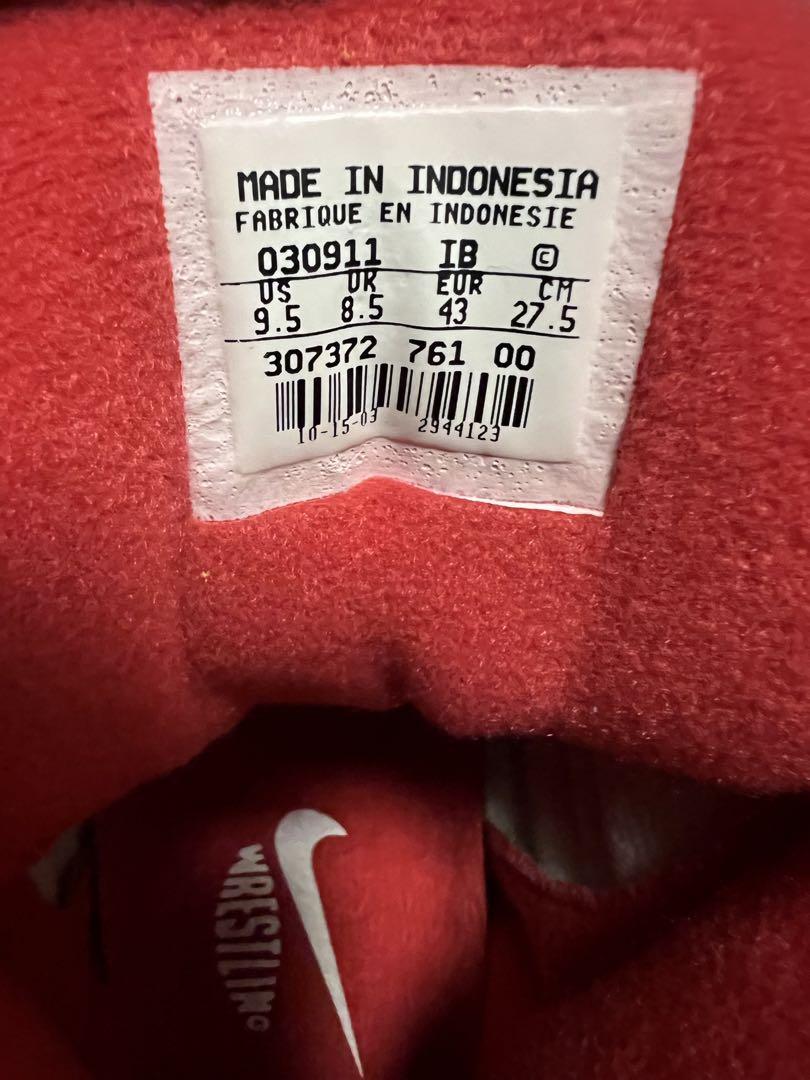 MADE IN INDONESIA
FABRIQUE EN INDONESIE
030911 IB ©
US UK EUR CM
9.5 8.5 43 27.5
307372 761 00
10-15-03 2944123
WRESTLING